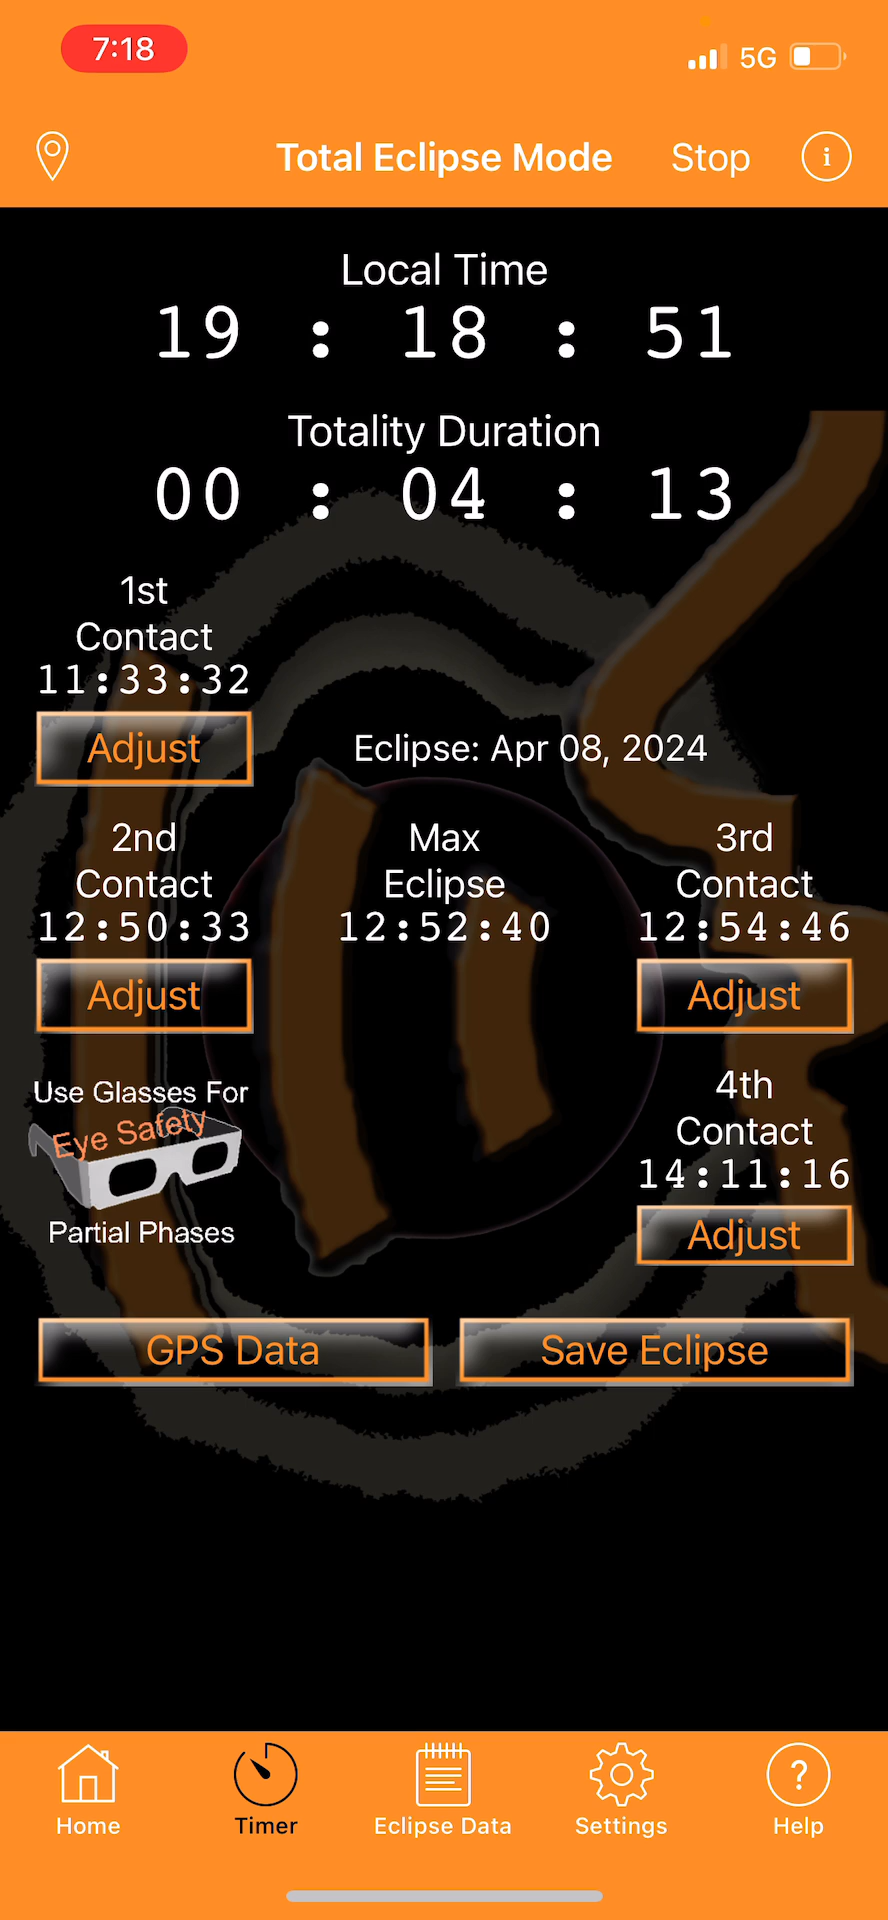 7:18
5G
Total Eclipse Mode
Stop
i
Local Time
19 : 18 : 51
Totality Duration
00 : 04 : 13
1st
Contact
11:33:32
Adjust
Eclipse: Apr 08, 2024
2nd
Contact
12:50:33
Adjust
Max
Eclipse
12:52:40
3rd
Contact
12:54:46
Adjust
Use Glasses For
Eye Safety
Partial Phases
4th
Contact
14:11:16
Adjust
GPS Data
Save Eclipse
Home
Timer
Eclipse Data
Settings
?
Help